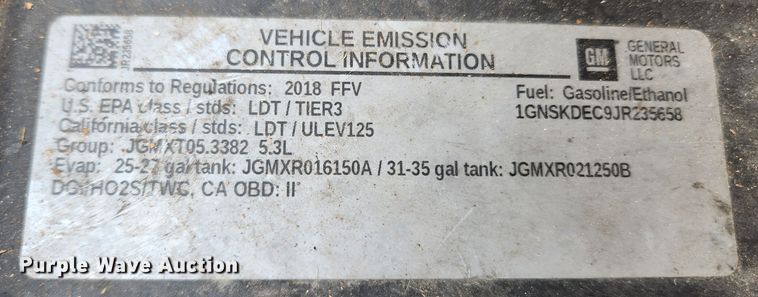 JR235658
VEHICLE EMISSION
CONTROL INFORMATION
GM
GENERAL
MOTORS
LLC
Conforms to Regulations: 2018 FFV
Fuel: Gasoline/Ethanol
U.S. EPA class / stds: LDT / TIER3
1GNSKDEC9JR235658
California class / stds: LDT / ULEV125
Group: JGMXT05.3382 5.3L
Evap: 25-27 gal tank: JGMXR016150A / 31-35 gal tank: JGMXR021250B
DGI/HO2S/TWC, CA OBD: II
Purple Wave Auction